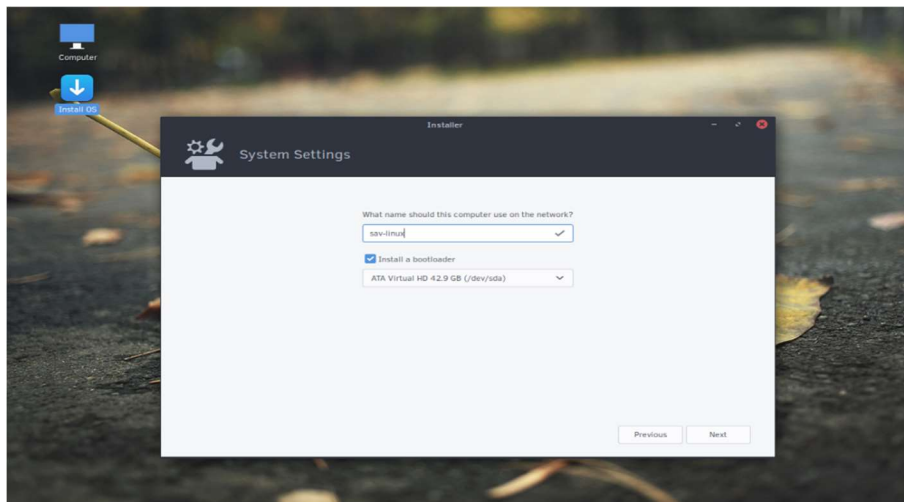 Computer
Install OS
Installer
System Settings
What name should this computer use on the network?
sav-linux
Install a bootloader
ATA Virtual HD 42.9 GB (/dev/sda)
Previous
Next